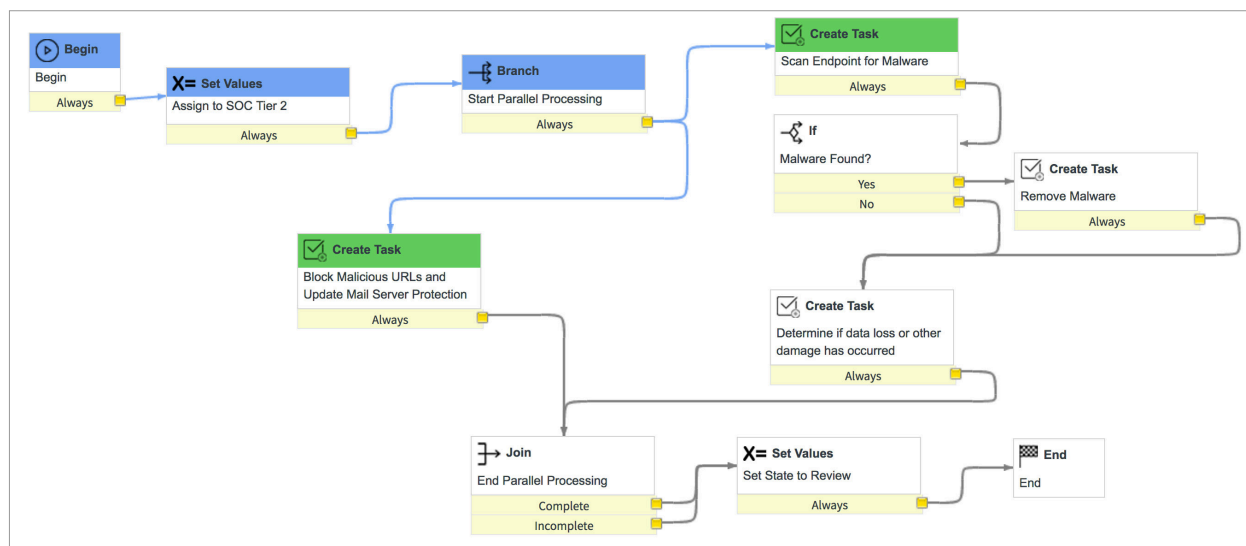 Begin
Begin
Always
X= Set Values
Assign to SOC Tier 2
Always
Branch
Start Parallel Processing
Always
Create Task
Scan Endpoint for Malware
Always
If
Malware Found?
Yes
No
Create Task
Remove Malware
Always
Create Task
Block Malicious URLs and
Update Mail Server Protection
Always
Create Task
Determine if data loss or other
damage has occurred
Always
Join
End Parallel Processing
Complete
Incomplete
X= Set Values
Set State to Review
Always
End
End